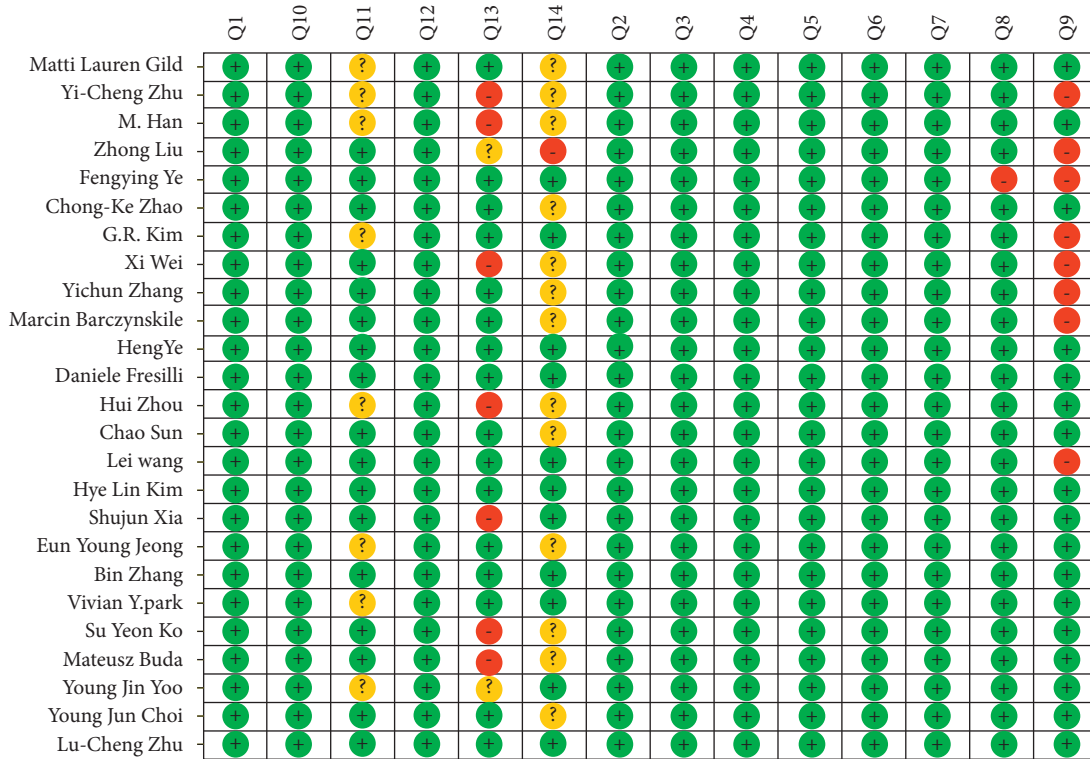 Q1 Q10 Q11 Q12 Q13 Q14 Q2 Q3 Q4 Q5 Q6 Q7 Q8 Q9
Matti Lauren Gild + + ? + + ? + + + + + + + +
Yi-Cheng Zhu + + ? + - ? + + + + + + + -
M. Han + + ? + - ? + + + + + + + +
Zhong Liu + + + + ? - + + + + + + + -
Fengying Ye + + + + + + + + + + + + - -
Chong-Ke Zhao + + + + + ? + + + + + + + +
G.R. Kim + + ? + + + + + + + + + + -
Xi Wei + + + + - ? + + + + + + + -
Yichun Zhang + + + + + ? + + + + + + + -
Marcin Barczynskile + + + + + ? + + + + + + + -
HengYe + + + + + + + + + + + + + +
Daniele Fresilli + + + + + + + + + + + + + +
Hui Zhou + + ? + - ? + + + + + + + +
Chao Sun + + + + + ? + + + + + + + +
Lei wang + + + + + + + + + + + + + -
Hye Lin Kim + + + + + + + + + + + + + +
Shujun Xia + + + + - + + + + + + + + +
Eun Young Jeong + + ? + + ? + + + + + + + +
Bin Zhang + + + + + + + + + + + + + +
Vivian Y.park + + ? + + + + + + + + + + +
Su Yeon Ko + + + + - ? + + + + + + + +
Mateusz Buda + + + + - ? + + + + + + + +
Young Jin Yoo + + ? + ? + + + + + + + + +
Young Jun Choi + + + + + ? + + + + + + + +
Lu-Cheng Zhu + + + + + + + + + + + + + +